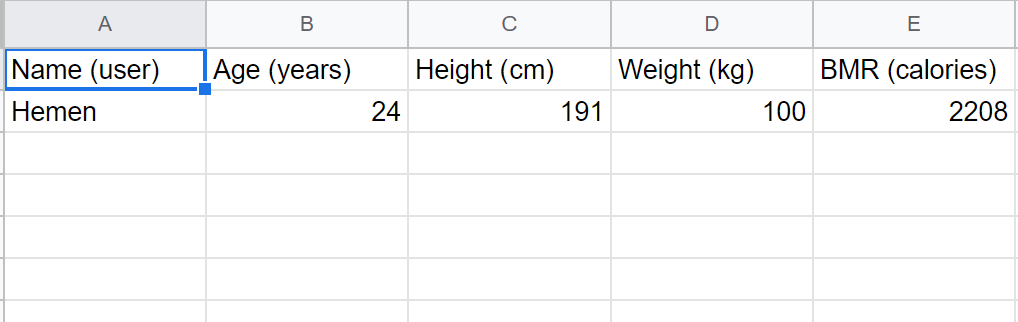 A B C D E
Name (user) Age (years) Height (cm) Weight (kg) BMR (calories)
Hemen 24 191 100 2208